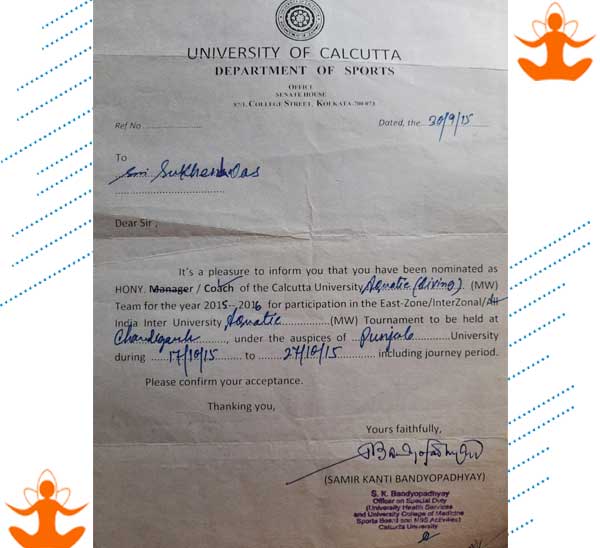 UNIVERSITY OF CALCUTTA
DEPARTMENT OF SPORTS
OFFICE
SENATE HOUSE
87/1, COLLEGE STREET, KOLKATA-700 073
Ref No ....................
Dated, the 30/9/15
To
Sri Sukhendu Das
Dear Sir ,
It's a pleasure to inform you that you have been nominated as
HONY. Manager / Coach of the Calcutta University Aquatic (Diving). (MW)
Team for the year 2015-2016 for participation in the East-Zone/InterZonal/All
India Inter University Aquatic ............(MW) Tournament to be held at
Chandigarh ......., under the auspices of Punjab ............University
during ...17/10/15...... to ....27/10/15.......... including journey period.
Please confirm your acceptance.
Thanking you,
Yours faithfully,
(SAMIR KANTI BANDYOPADHYAY)
S. K. Bandyopadhyay
Officer on Special Duty
(University Health Services
and University College of Medicine
Sports Board and NSS Activities)
Calcutta University